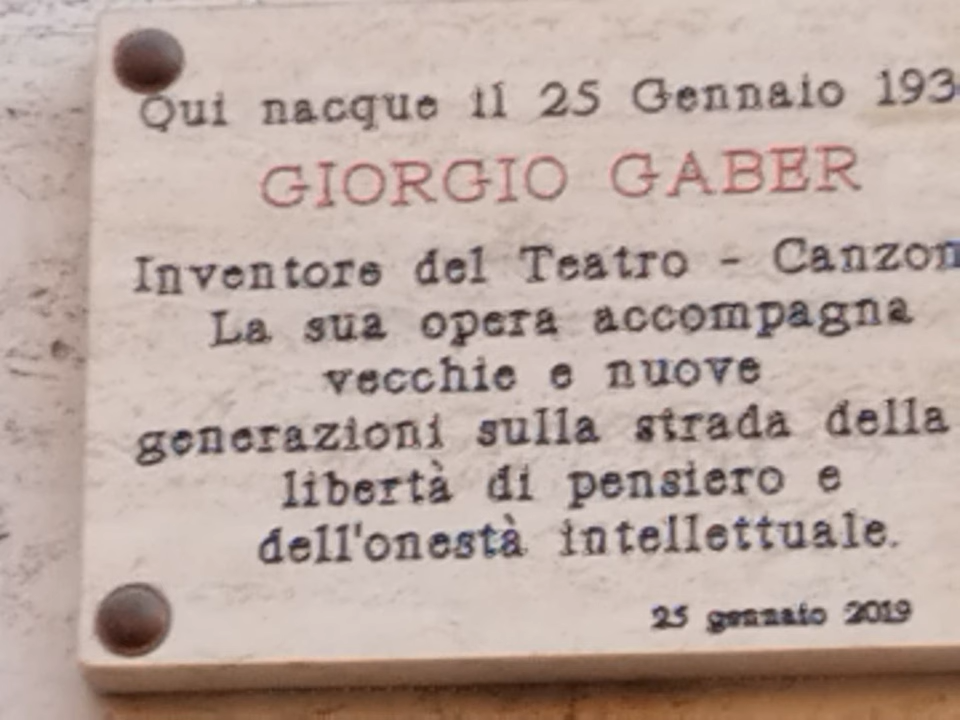 Qui nacque il 25 Gennaio 193
GIORGIO GABER
Inventore del Teatro - Canzon
La sua opera accompagna
vecchie e nuove
generazioni sulla strada della
libertà di pensiero e
dell'onestà intellettuale.
25 gennaio 2019